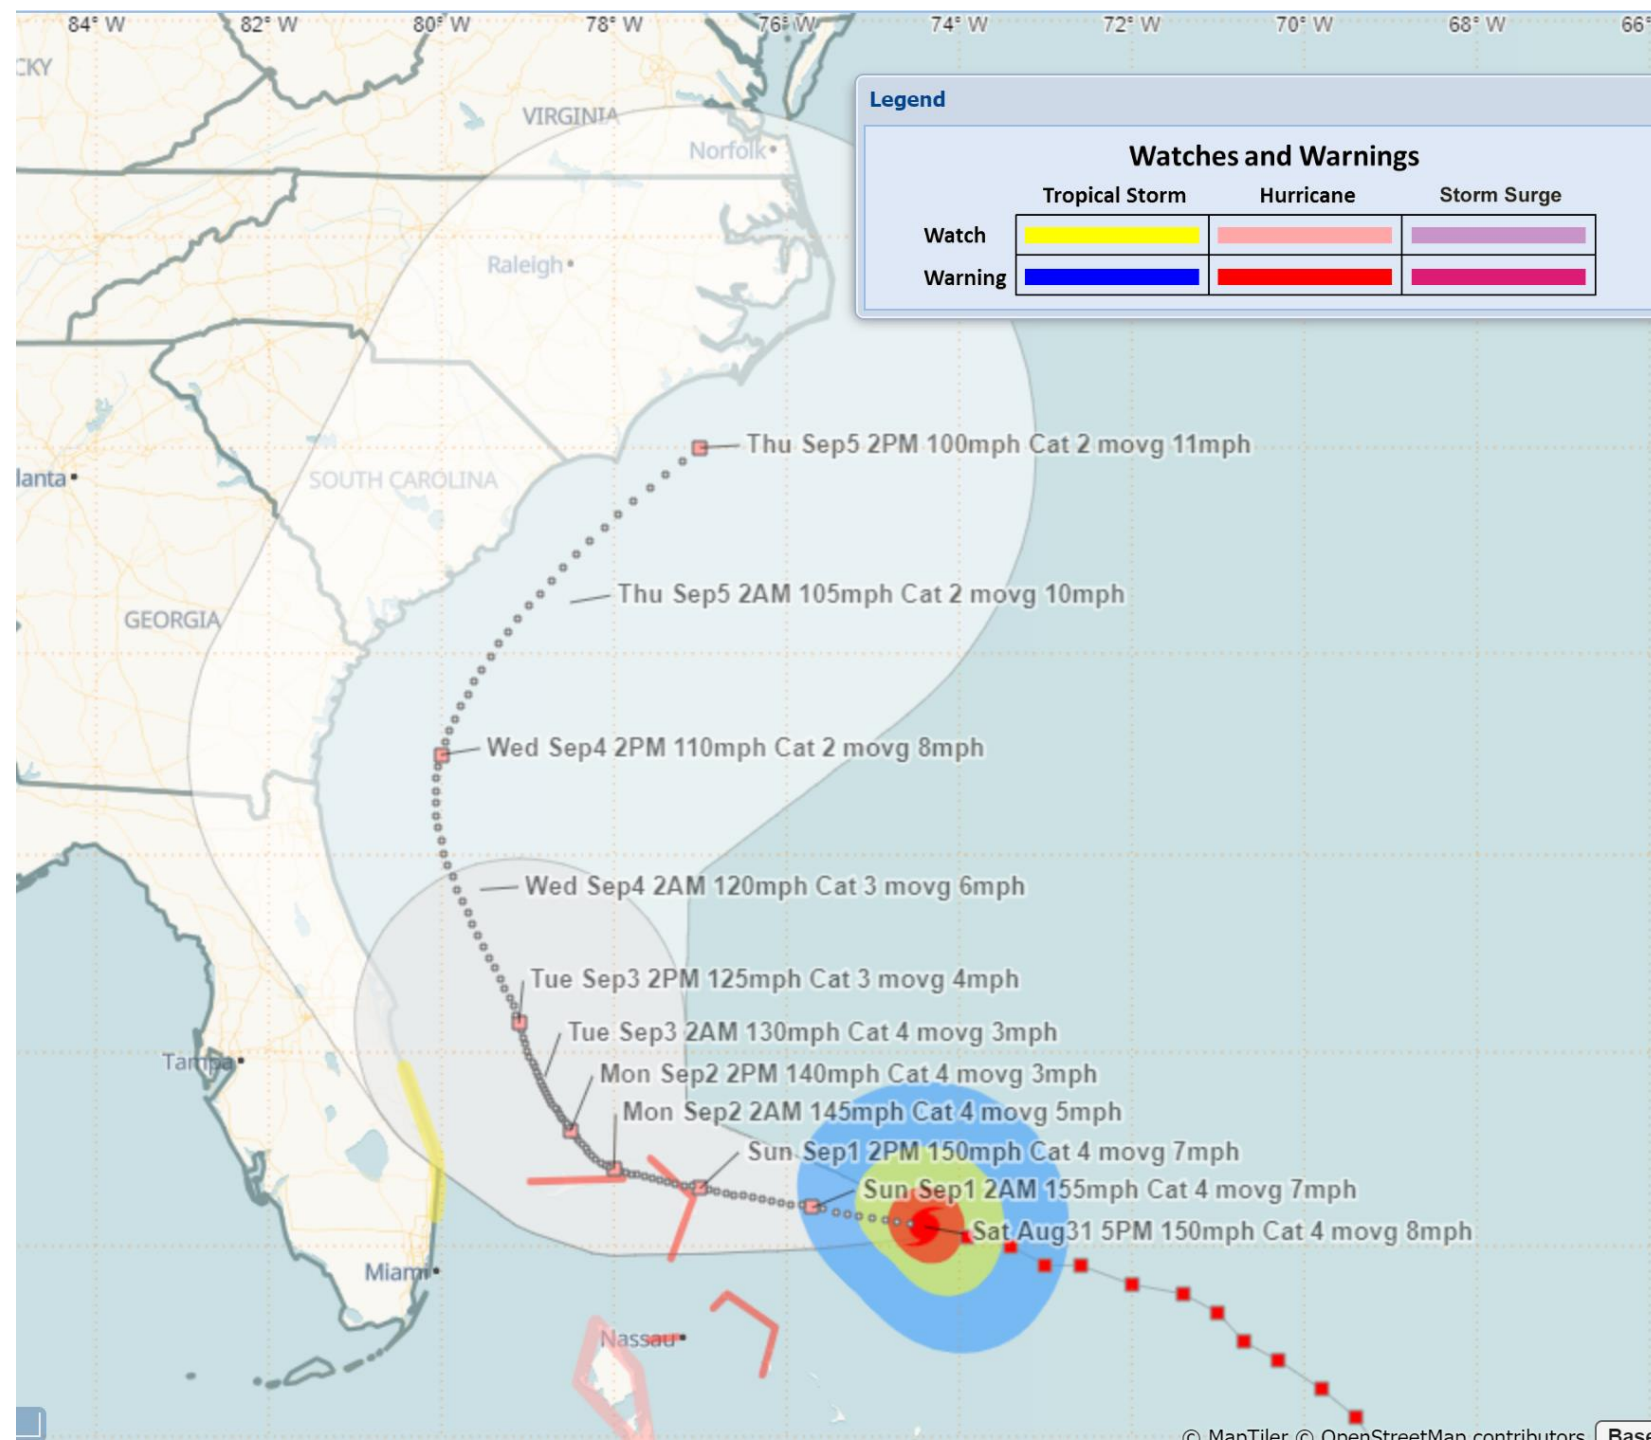 84° W 82° W 80° W 78° W 76° W 74° W 72° W 70° W 68° W 66°
CKY
VIRGINIA
Norfolk
Legend
Watches and Warnings
Tropical Storm Hurricane Storm Surge
Watch
Warning
Raleigh
Thu Sep5 2PM 100mph Cat 2 movg 11mph
lanta
SOUTH CAROLINA
Thu Sep5 2AM 105mph Cat 2 movg 10mph
GEORGIA
Wed Sep4 2PM 110mph Cat 2 movg 8mph
Wed Sep4 2AM 120mph Cat 3 movg 6mph
Tue Sep3 2PM 125mph Cat 3 movg 4mph
Tue Sep3 2AM 130mph Cat 4 movg 3mph
Tampa
Mon Sep2 2PM 140mph Cat 4 movg 3mph
Mon Sep2 2AM 145mph Cat 4 movg 5mph
Sun Sep1 2PM 150mph Cat 4 movg 7mph
Sun Sep1 2AM 155mph Cat 4 movg 7mph
Sat Aug31 5PM 150mph Cat 4 movg 8mph
Miami
Nassau
© MapTiler © OpenStreetMap contributors Base